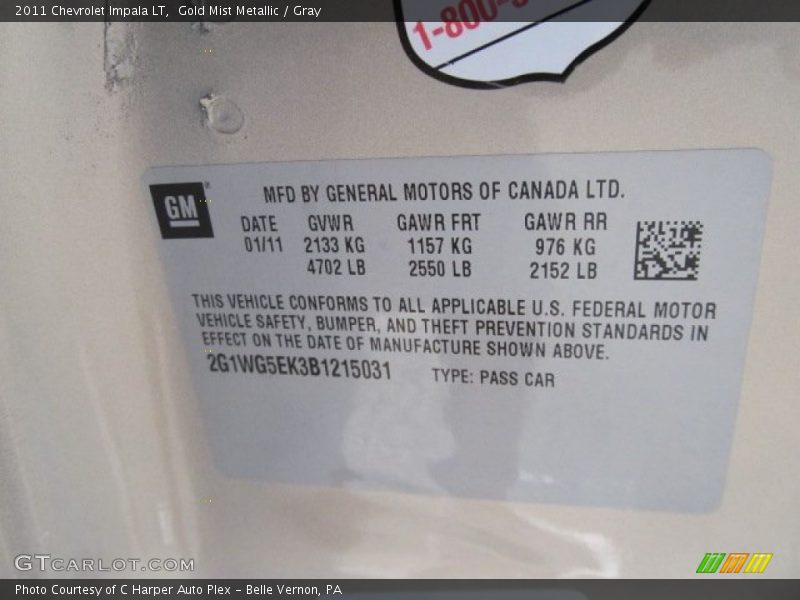 2011 Chevrolet Impala LT,  Gold Mist Metallic / Gray
1-800-
GM
MFD BY GENERAL MOTORS OF CANADA LTD.
DATE GVWR GAWR FRT GAWR RR
01/11 2133 KG 1157 KG 976 KG
4702 LB 2550 LB 2152 LB
THIS VEHICLE CONFORMS TO ALL APPLICABLE U.S. FEDERAL MOTOR
VEHICLE SAFETY, BUMPER, AND THEFT PREVENTION STANDARDS IN
EFFECT ON THE DATE OF MANUFACTURE SHOWN ABOVE.
2G1WG5EK3B1215031 TYPE: PASS CAR
GTCARLOT.COM
Photo Courtesy of C Harper Auto Plex - Belle Vernon, PA